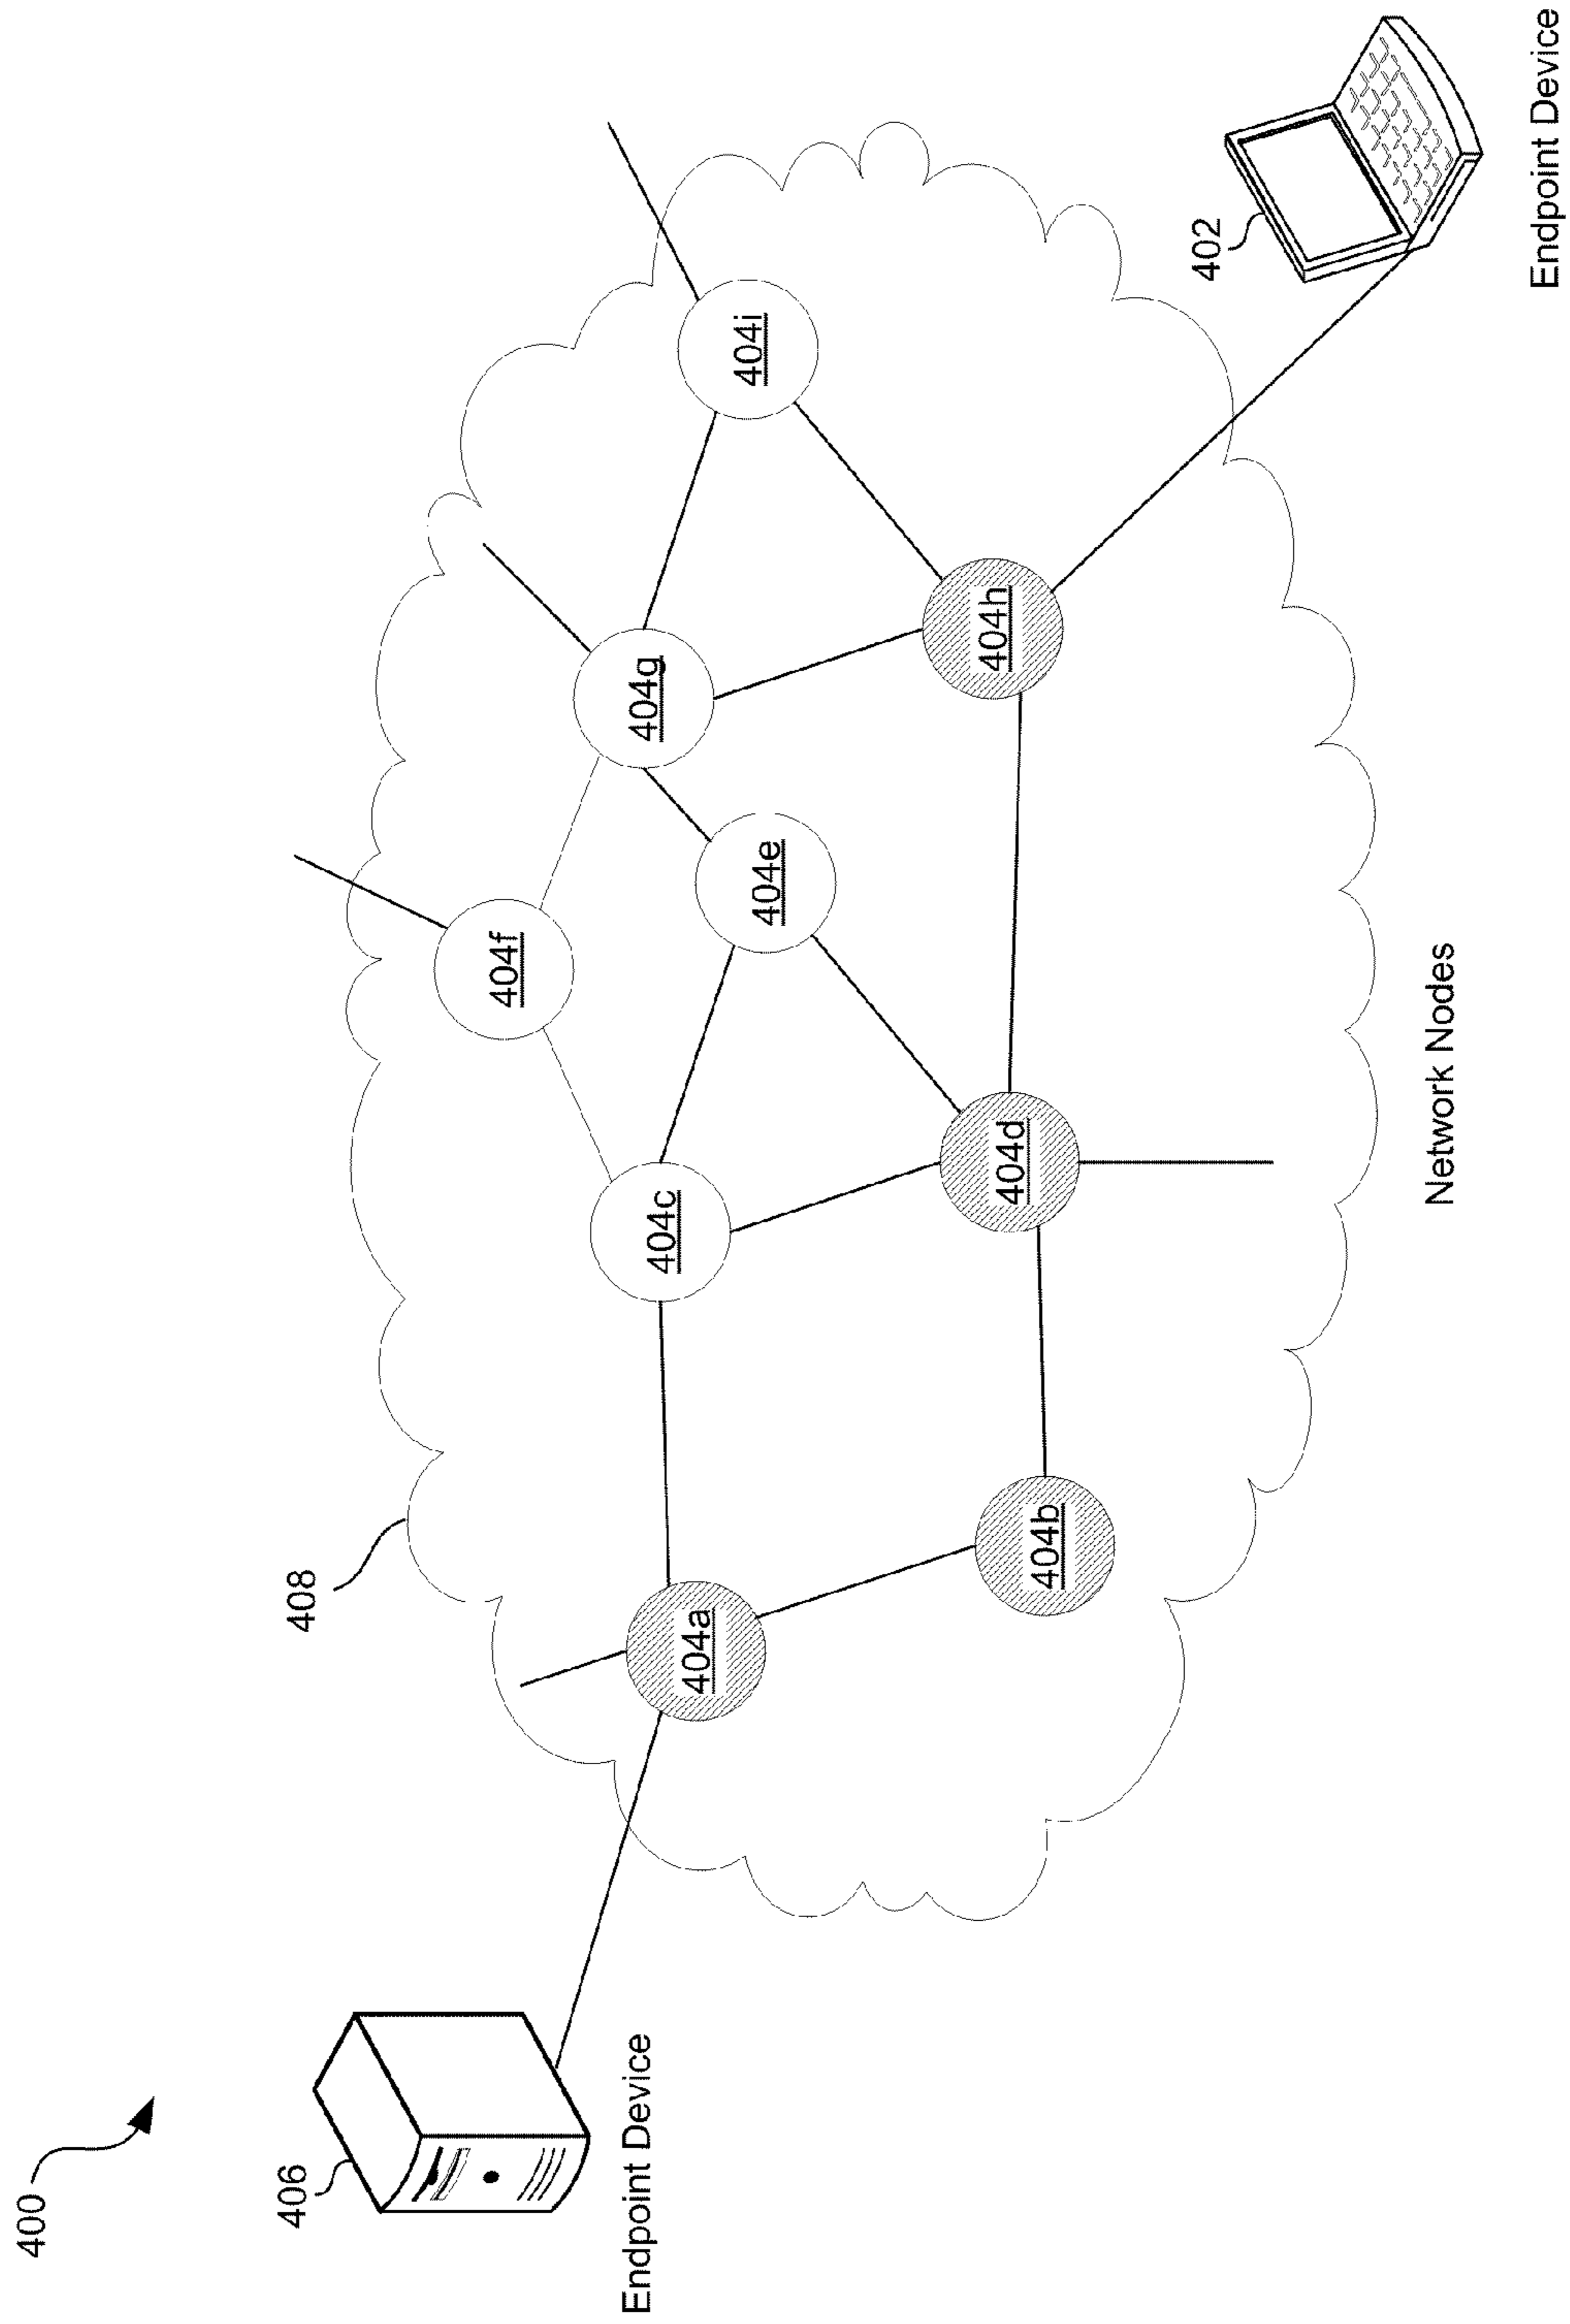 400
406
408
404f
Endpoint Device
404g
404c
404a
404i
404e
404h
404d
404b
402
Network Nodes
Endpoint Device